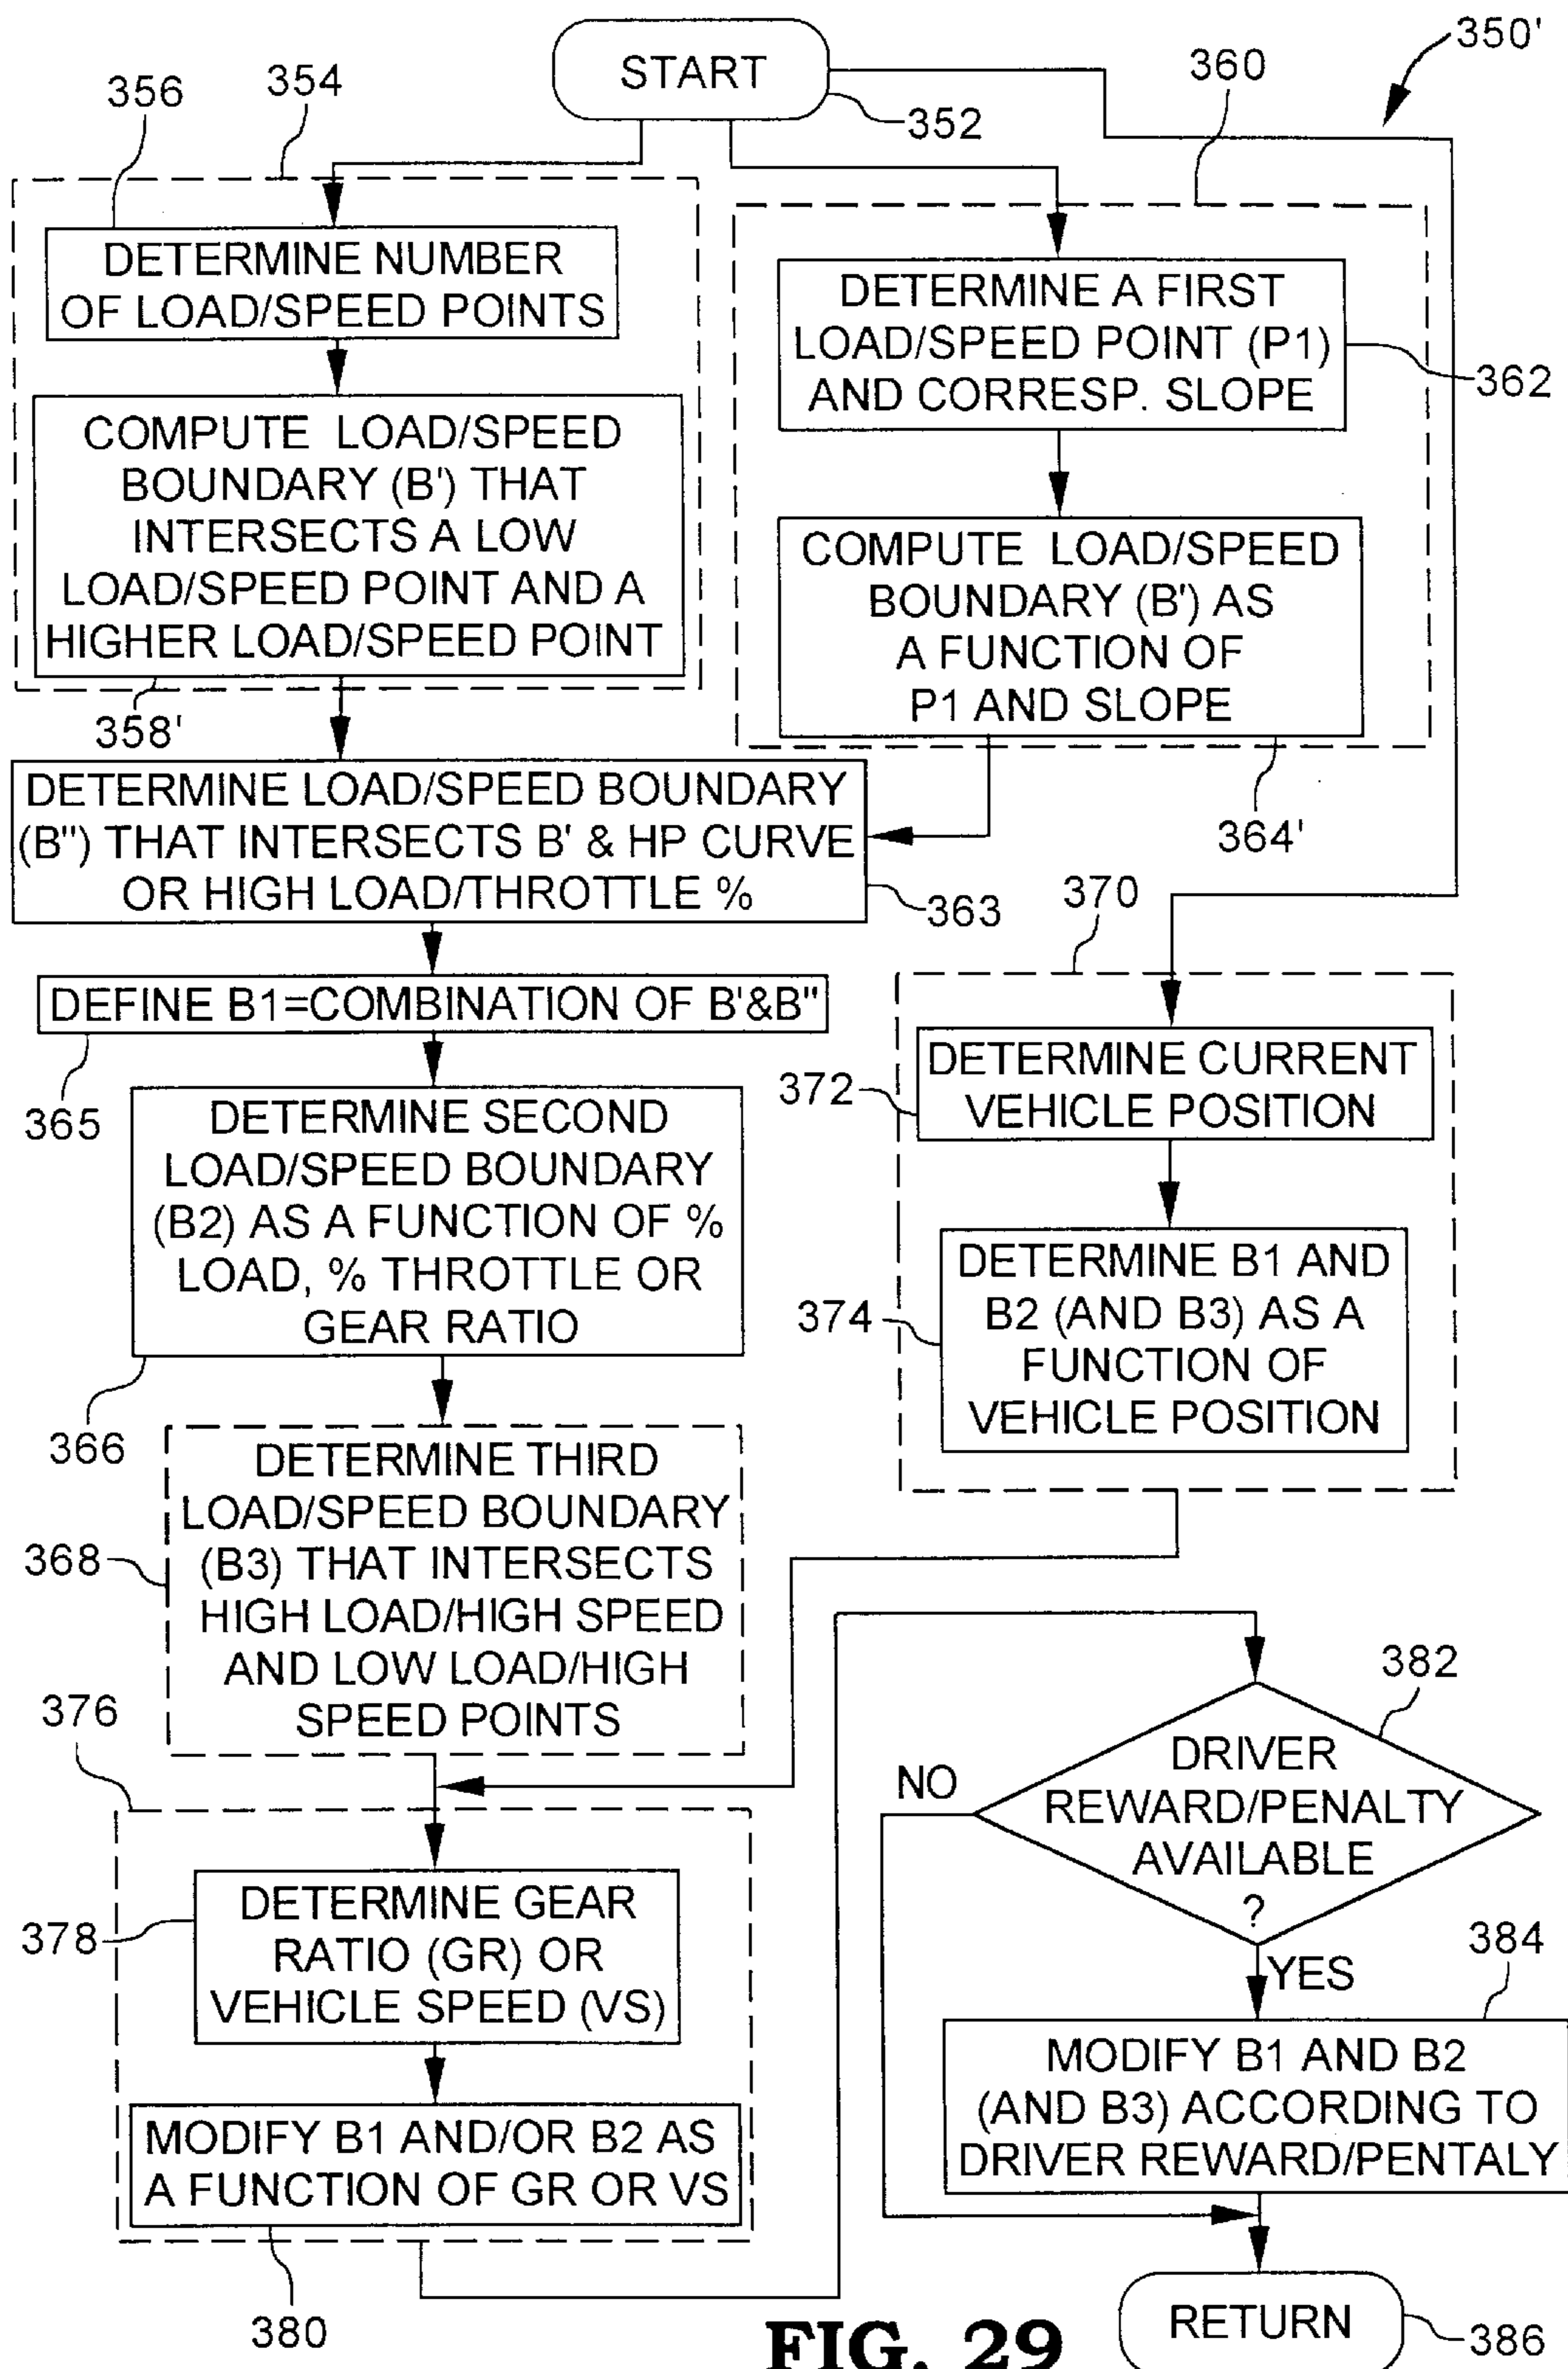 350'
START
352
354
356
360
DETERMINE NUMBER
OF LOAD/SPEED POINTS
COMPUTE LOAD/SPEED
BOUNDARY (B') THAT
INTERSECTS A LOW
LOAD/SPEED POINT AND A
HIGHER LOAD/SPEED POINT
358'
DETERMINE A FIRST
LOAD/SPEED POINT (P1)
AND CORRESP. SLOPE
362
COMPUTE LOAD/SPEED
BOUNDARY (B') AS
A FUNCTION OF
P1 AND SLOPE
364'
DETERMINE LOAD/SPEED BOUNDARY
(B") THAT INTERSECTS B' & HP CURVE
OR HIGH LOAD/THROTTLE %
363
DEFINE B1=COMBINATION OF B'&B"
365
DETERMINE SECOND
LOAD/SPEED BOUNDARY
(B2) AS A FUNCTION OF %
LOAD, % THROTTLE OR
GEAR RATIO
366
370
DETERMINE CURRENT
VEHICLE POSITION
372
DETERMINE B1 AND
B2 (AND B3) AS A
FUNCTION OF
VEHICLE POSITION
374
DETERMINE THIRD
LOAD/SPEED BOUNDARY
(B3) THAT INTERSECTS
HIGH LOAD/HIGH SPEED
AND LOW LOAD/HIGH
SPEED POINTS
368
376
DETERMINE GEAR
RATIO (GR) OR
VEHICLE SPEED (VS)
378
MODIFY B1 AND/OR B2 AS
A FUNCTION OF GR OR VS
380
382
DRIVER
REWARD/PENALTY
AVAILABLE
?
NO
YES
384
MODIFY B1 AND B2
(AND B3) ACCORDING TO
DRIVER REWARD/PENTALY
RETURN
386
FIG. 29